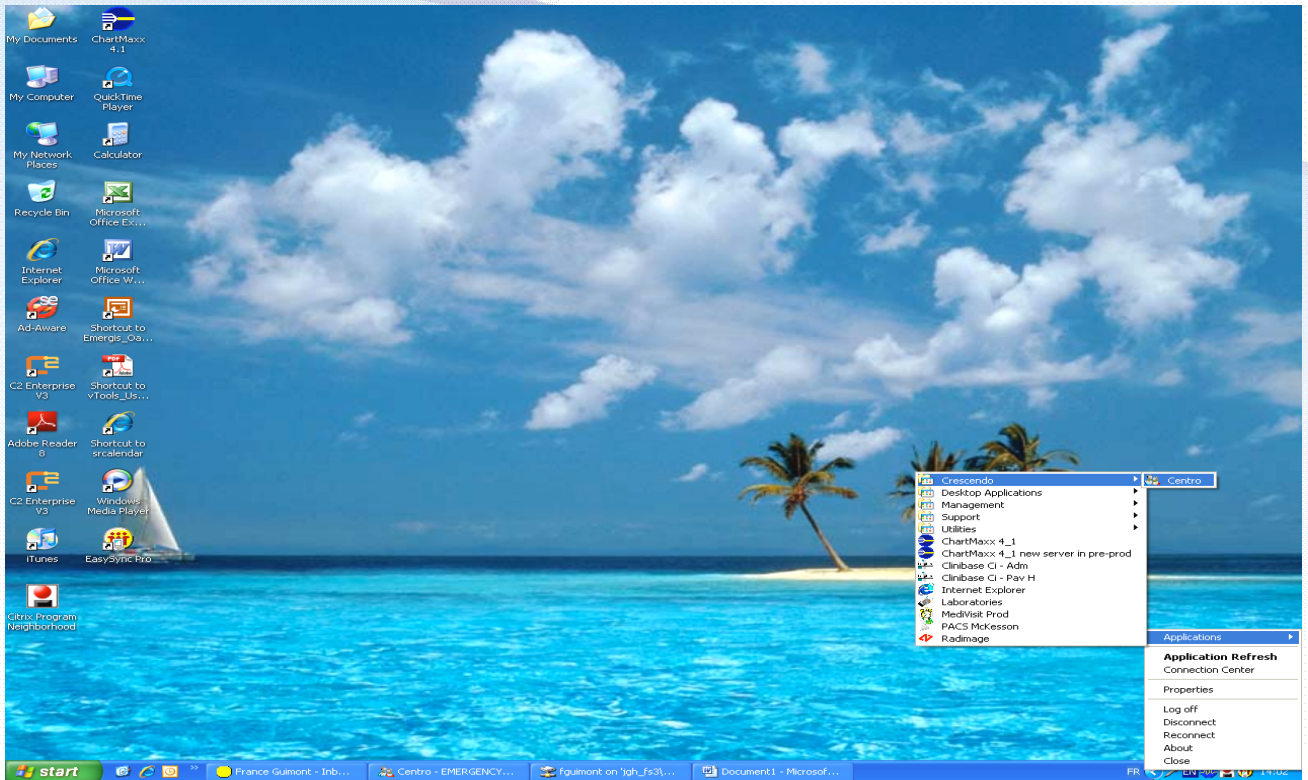 My Documents
ChartMaxx
4.1
My Computer
QuickTime
Player
My Network
Places
Calculator
Recycle Bin
Microsoft
Office Ex...
Internet
Explorer
Microsoft
Office W...
Ad-Aware
Shortcut to
Emergis_Oa...
C2 Enterprise
V3
Shortcut to
vTools_Us...
Adobe Reader
8
Shortcut to
srcalendar
C2 Enterprise
V3
Windows
Media Player
iTunes
EasySync Pro
Citrix Program
Neighborhood
Crescendo
Centro
Desktop Applications
Management
Support
Utilities
ChartMaxx 4_1
ChartMaxx 4_1 new server in pre-prod
Clinibase Ci - Adm
Clinibase Ci - Pav H
Internet Explorer
Laboratories
MediVisit Prod
PACS McKesson
Radimage
Applications
Application Refresh
Connection Center
Properties
Log off
Disconnect
Reconnect
About
Close
start
France Guimont - Inb...
Centro - EMERGENCY...
fguimont on 'jgh_fs3\...
Document1 - Microsof...
FR
EN
14:02